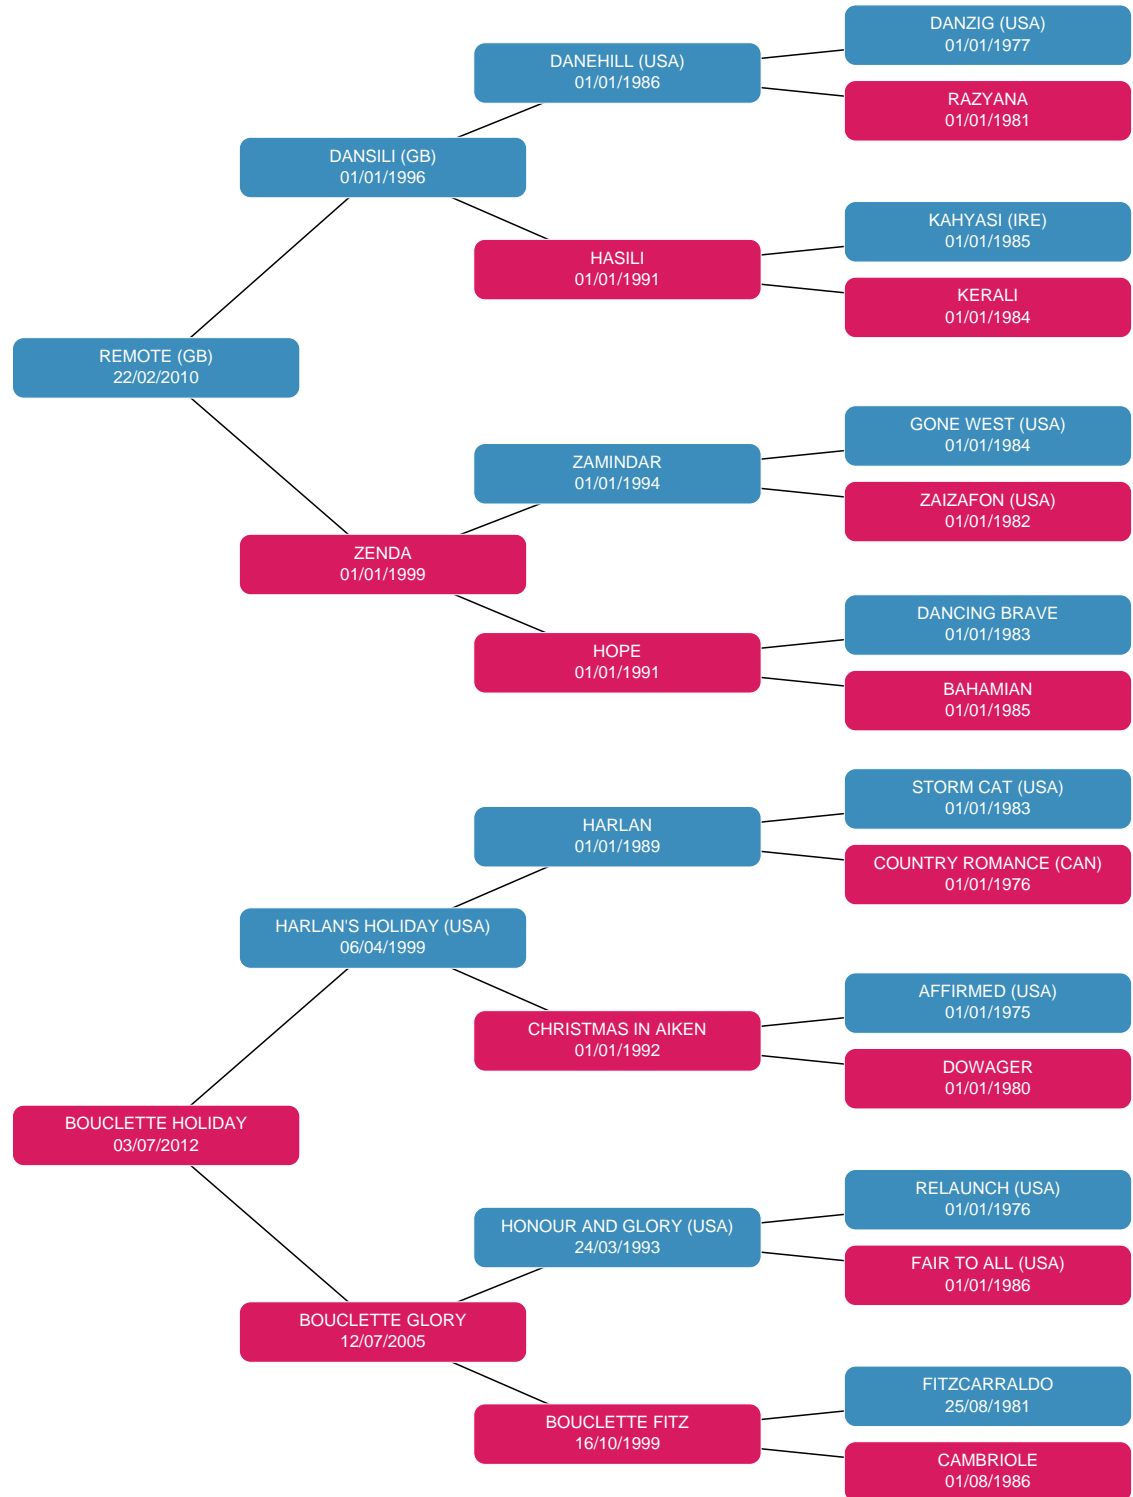 DANZIG (USA)
01/01/1977
DANEHILL (USA)
01/01/1986
RAZYANA
01/01/1981
DANSILI (GB)
01/01/1996
KAHYASI (IRE)
01/01/1985
HASILI
01/01/1991
KERALI
01/01/1984
REMOTE (GB)
22/02/2010
GONE WEST (USA)
01/01/1984
ZAMINDAR
01/01/1994
ZAIZAFON (USA)
01/01/1982
ZENDA
01/01/1999
DANCING BRAVE
01/01/1983
HOPE
01/01/1991
BAHAMIAN
01/01/1985
STORM CAT (USA)
01/01/1983
HARLAN
01/01/1989
COUNTRY ROMANCE (CAN)
01/01/1976
HARLAN'S HOLIDAY (USA)
06/04/1999
AFFIRMED (USA)
01/01/1975
CHRISTMAS IN AIKEN
01/01/1992
DOWAGER
01/01/1980
BOUCLETTE HOLIDAY
03/07/2012
RELAUNCH (USA)
01/01/1976
HONOUR AND GLORY (USA)
24/03/1993
FAIR TO ALL (USA)
01/01/1986
BOUCLETTE GLORY
12/07/2005
FITZCARRALDO
25/08/1981
BOUCLETTE FITZ
16/10/1999
CAMBRIOLE
01/08/1986